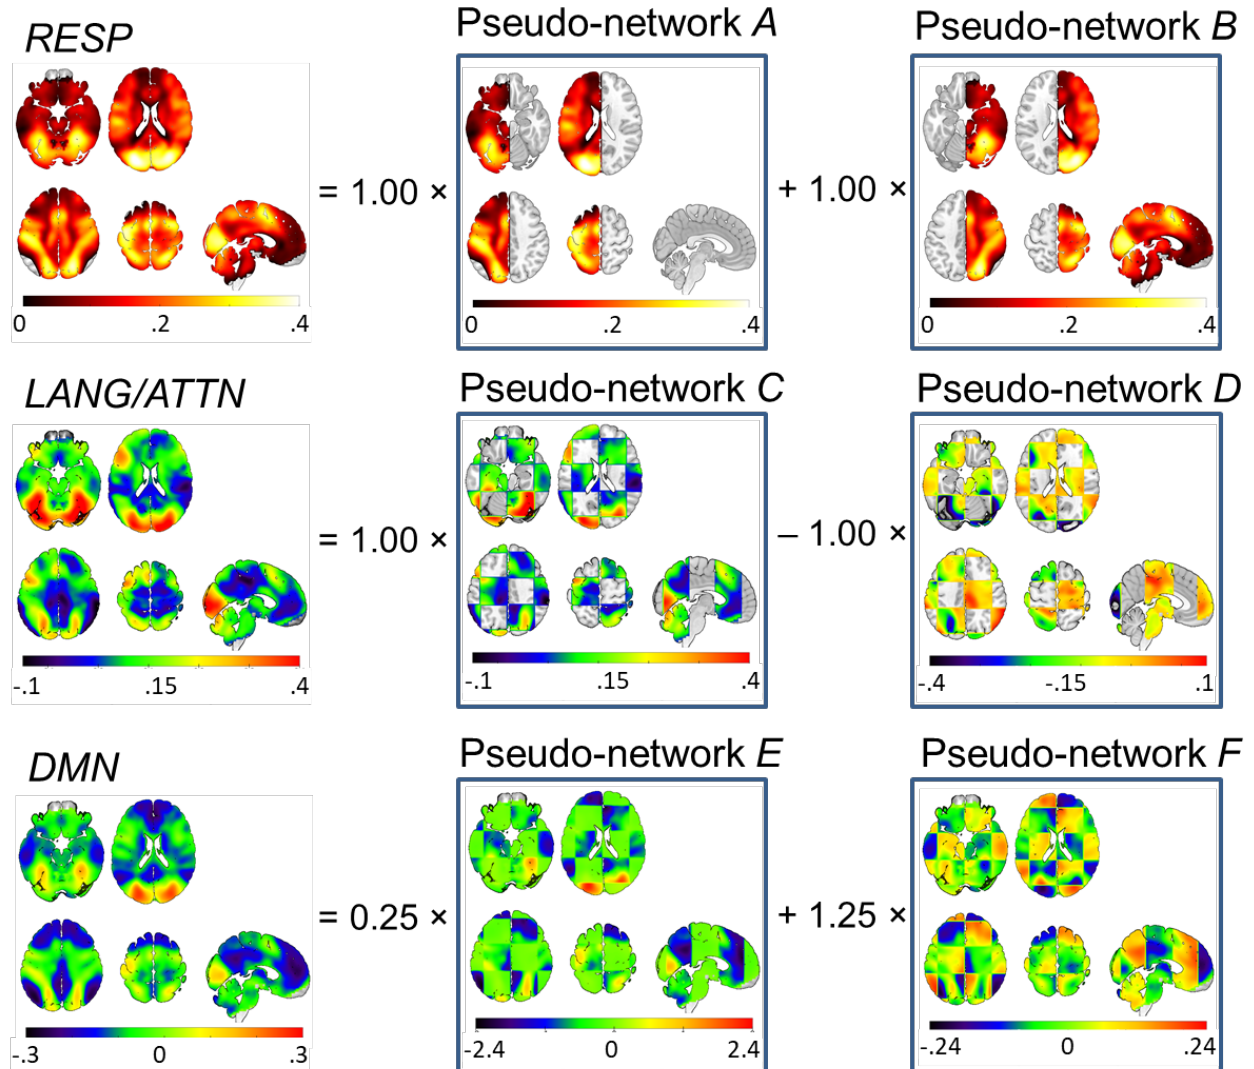 RESP
Pseudo-network A
Pseudo-network B
= 1.00 ×
+ 1.00 ×
0 .2 .4
0 .2 .4
0 .2 .4
LANG/ATTN
Pseudo-network C
Pseudo-network D
= 1.00 ×
– 1.00 ×
-.1 .15 .4
-.1 .15 .4
-.4 -.15 .1
DMN
Pseudo-network E
Pseudo-network F
= 0.25 ×
+ 1.25 ×
-.3 0 .3
-2.4 0 2.4
-.24 0 .24